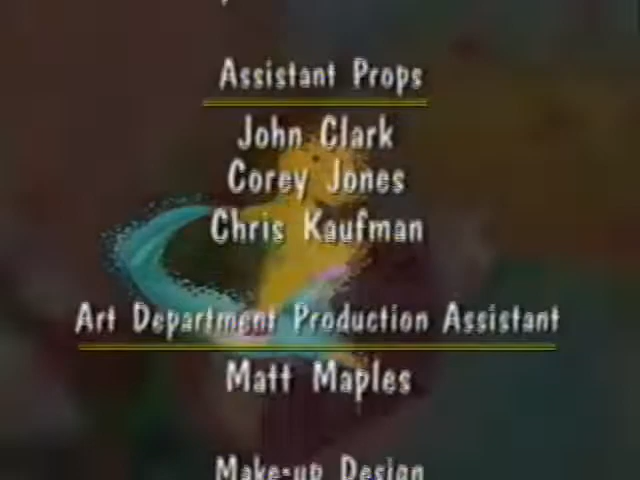 Assistant Props
John Clark
Corey Jones
Chris Kaufman
Art Department Production Assistant
Matt Maples
Make-up Design